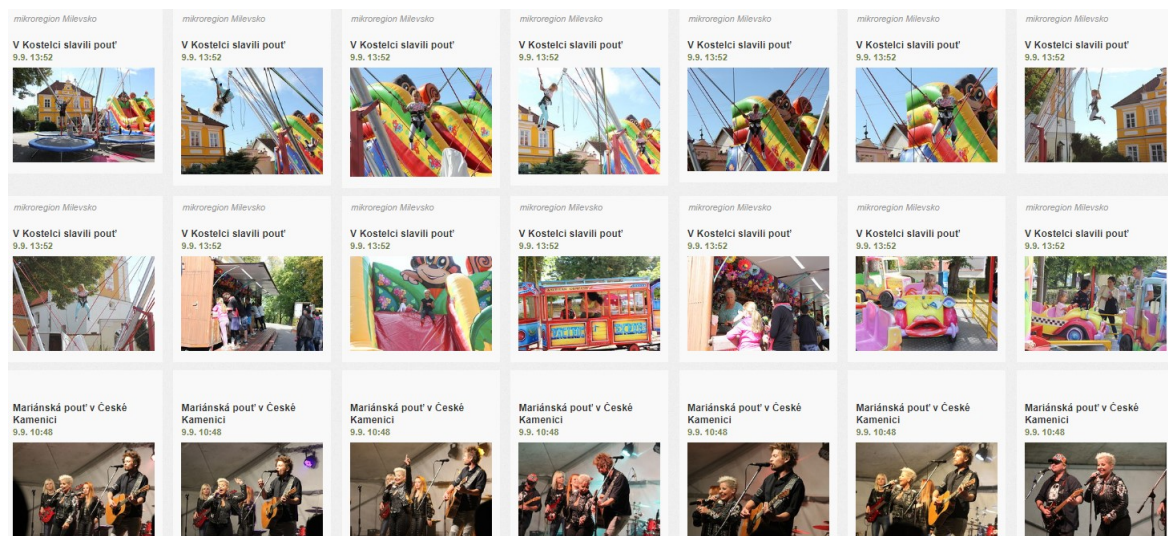 mikroregion Milevsko
mikroregion Milevsko
mikroregion Milevsko
mikroregion Milevsko
mikroregion Milevsko
mikroregion Milevsko
mikroregion Milevsko
V Kostelci slavili pouť
V Kostelci slavili pouť
V Kostelci slavili pouť
V Kostelci slavili pouť
V Kostelci slavili pouť
V Kostelci slavili pouť
V Kostelci slavili pouť
9.9. 13:52
9.9. 13:52
9.9. 13:52
9.9. 13:52
9.9. 13:52
9.9. 13:52
9.9. 13:52
mikroregion Milevsko
mikroregion Milevsko
mikroregion Milevsko
mikroregion Milevsko
mikroregion Milevsko
mikroregion Milevsko
mikroregion Milevsko
V Kostelci slavili pouť
V Kostelci slavili pouť
V Kostelci slavili pouť
V Kostelci slavili pouť
V Kostelci slavili pouť
V Kostelci slavili pouť
V Kostelci slavili pouť
9.9. 13:52
9.9. 13:52
9.9. 13:52
9.9. 13:52
9.9. 13:52
9.9. 13:52
9.9. 13:52
Mariánská pouť v České
Kamenici
9.9. 10:48
Mariánská pouť v České
Kamenici
9.9. 10:48
Mariánská pouť v České
Kamenici
9.9. 10:48
Mariánská pouť v České
Kamenici
9.9. 10:48
Mariánská pouť v České
Kamenici
9.9. 10:48
Mariánská pouť v České
Kamenici
9.9. 10:48
Mariánská pouť v České
Kamenici
9.9. 10:48